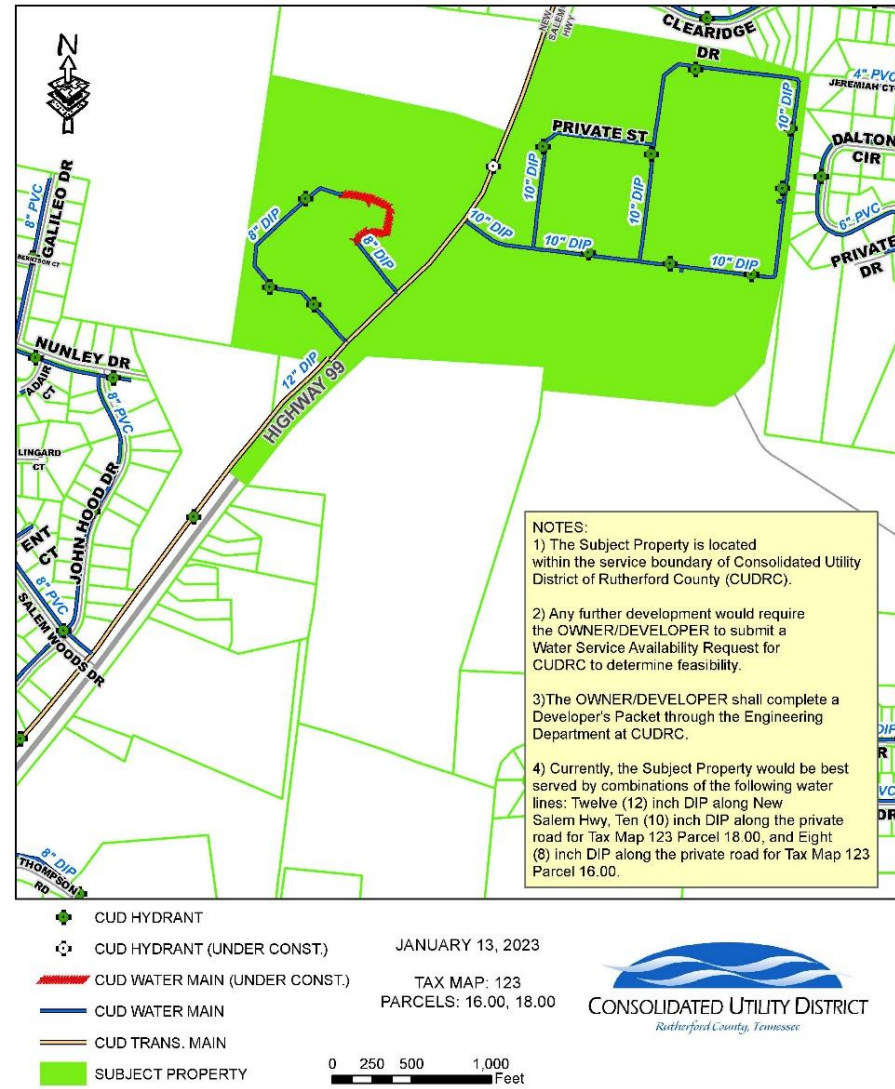 NEW
SALEM
HWY
CLEARIDGE
DR
N
4" PVC
JEREMIAH CT
10" DIP
PRIVATE ST
10" DIP
DALTON
CIR
10" DIP
10" DIP
8" PVC
GALILEO DR
8" DIP
8" DIP
10" DIP
10" DIP
10" DIP
6" PVC
PRIVATE
DR
NUNLEY DR
ADAIR
CT
12" DIP
HIGHWAY 99
8" PVC
LINGARD
CT
JOHN HOOD DR
ENT
CT
8" PVC
SALEM WOODS DR
8" DIP
THOMPSON
RD
DIP
R
VC
DR
NOTES:
1) The Subject Property is located
within the service boundary of Consolidated Utility
District of Rutherford County (CUDRC).
2) Any further development would require
the OWNER/DEVELOPER to submit a
Water Service Availability Request for
CUDRC to determine feasibility.
3)The OWNER/DEVELOPER shall complete a
Developer's Packet through the Engineering
Department at CUDRC.
4) Currently, the Subject Property would be best
served by combinations of the following water
lines: Twelve (12) inch DIP along New
Salem Hwy, Ten (10) inch DIP along the private
road for Tax Map 123 Parcel 18.00, and Eight
(8) inch DIP along the private road for Tax Map 123
Parcel 16.00.
CUD HYDRANT
CUD HYDRANT (UNDER CONST.)
CUD WATER MAIN (UNDER CONST.)
CUD WATER MAIN
CUD TRANS. MAIN
SUBJECT PROPERTY
JANUARY 13, 2023
TAX MAP: 123
PARCELS: 16.00, 18.00
0 250 500 1,000
Feet
CONSOLIDATED UTILITY DISTRICT
Rutherford County, Tennessee